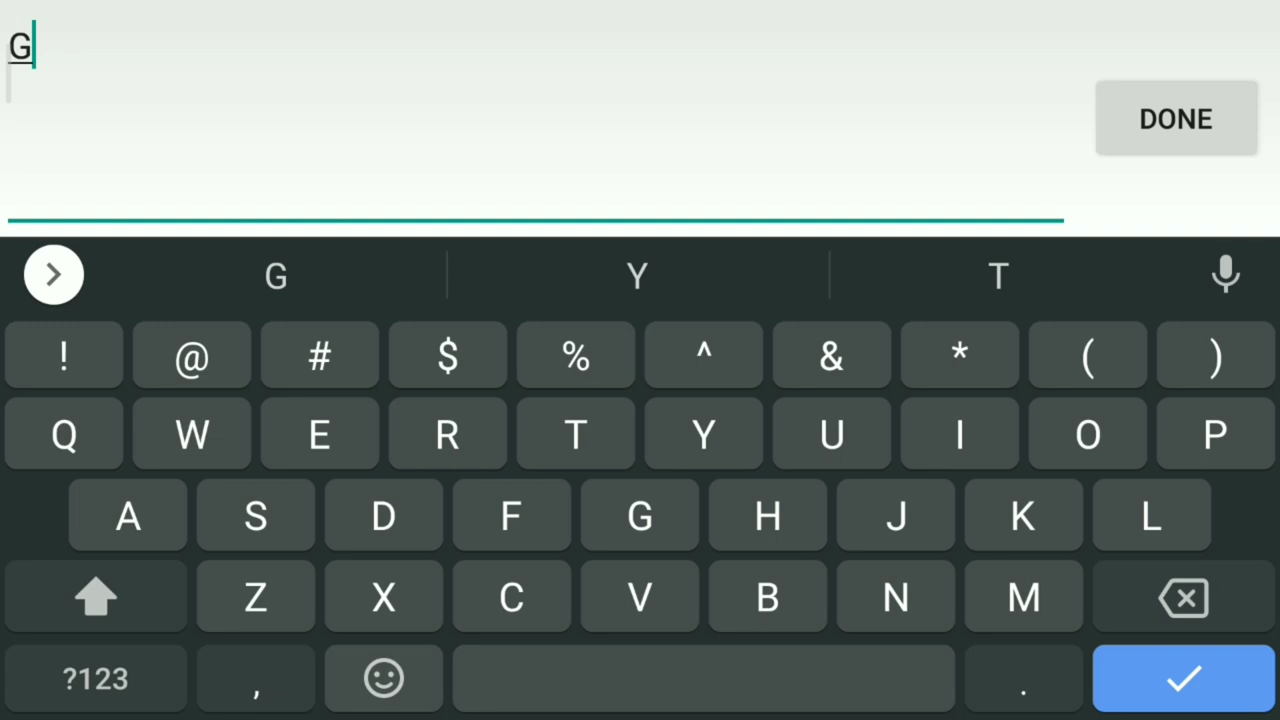 G
DONE
G Y T
! @ # $ % ^ & * ( )
Q W E R T Y U I O P
A S D F G H J K L
Z X C V B N M
?123 , .